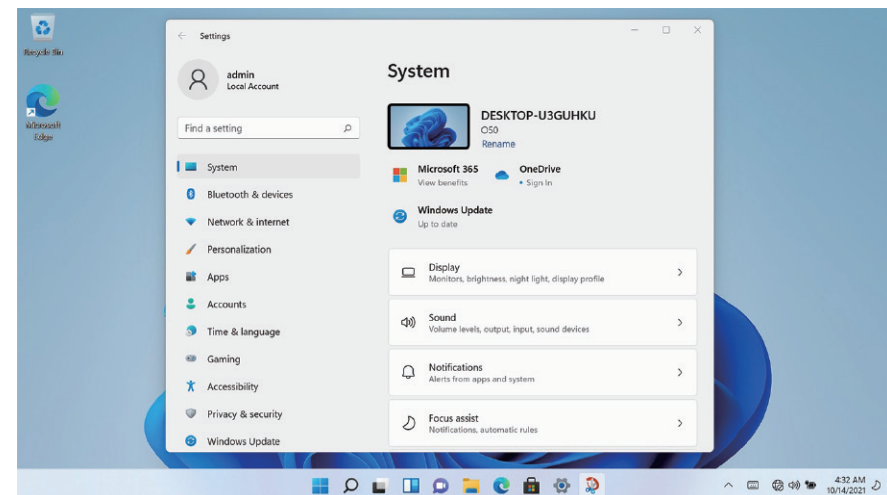 Recycle Bin
Microsoft
Edge
Settings
admin
Local Account
Find a setting
System
Bluetooth & devices
Network & internet
Personalization
Apps
Accounts
Time & language
Gaming
Accessibility
Privacy & security
Windows Update
System
DESKTOP-U3GUHKU
O50
Rename
Microsoft 365
View benefits
OneDrive
• Sign In
Windows Update
Up to date
Display
Monitors, brightness, night light, display profile
Sound
Volume levels, output, input, sound devices
Notifications
Alerts from apps and system
Focus assist
Notifications, automatic rules
4:32 AM
10/14/2021